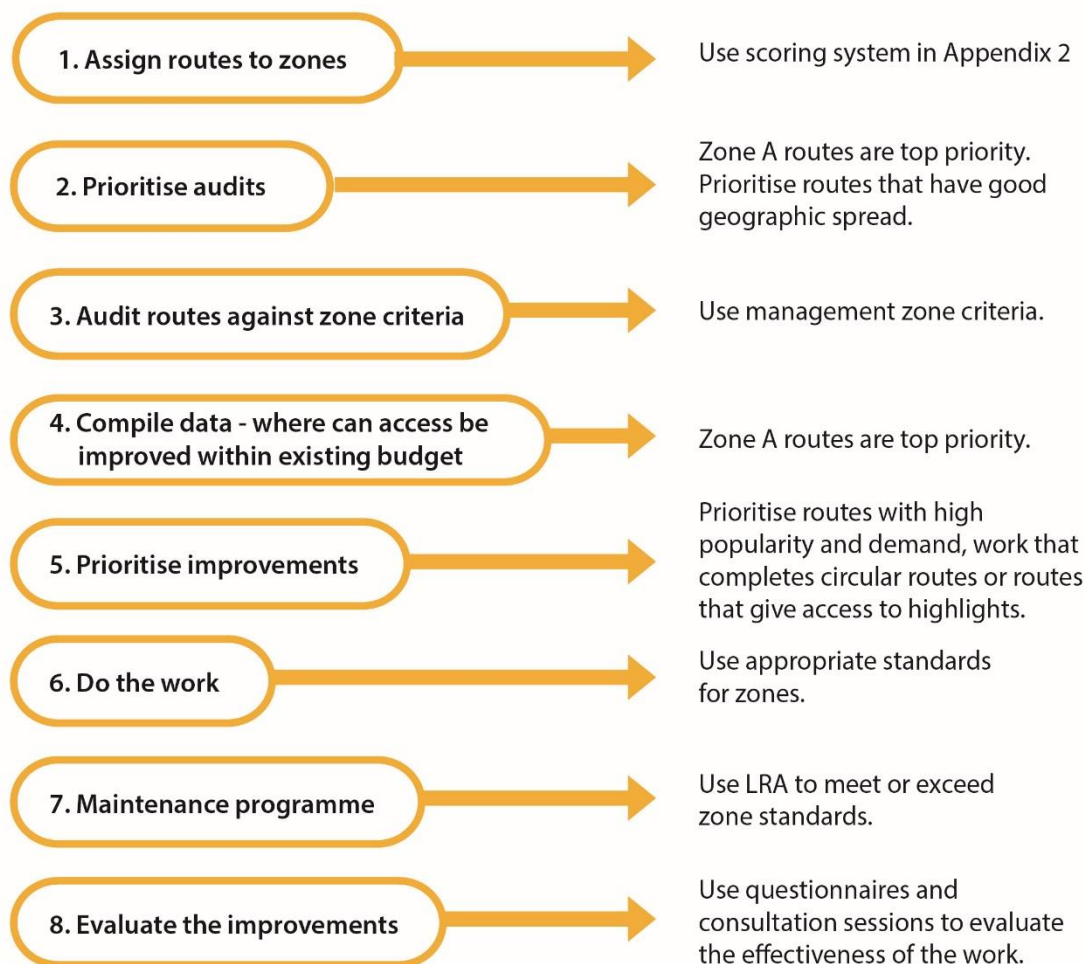 1. Assign routes to zones
Use scoring system in Appendix 2
2. Prioritise audits
Zone A routes are top priority.
Prioritise routes that have good
geographic spread.
3. Audit routes against zone criteria
Use management zone criteria.
4. Compile data - where can access be
improved within existing budget
Zone A routes are top priority.
5. Prioritise improvements
Prioritise routes with high
popularity and demand, work that
completes circular routes or routes
that give access to highlights.
6. Do the work
Use appropriate standards
for zones.
7. Maintenance programme
Use LRA to meet or exceed
zone standards.
8. Evaluate the improvements
Use questionnaires and
consultation sessions to evaluate
the effectiveness of the work.